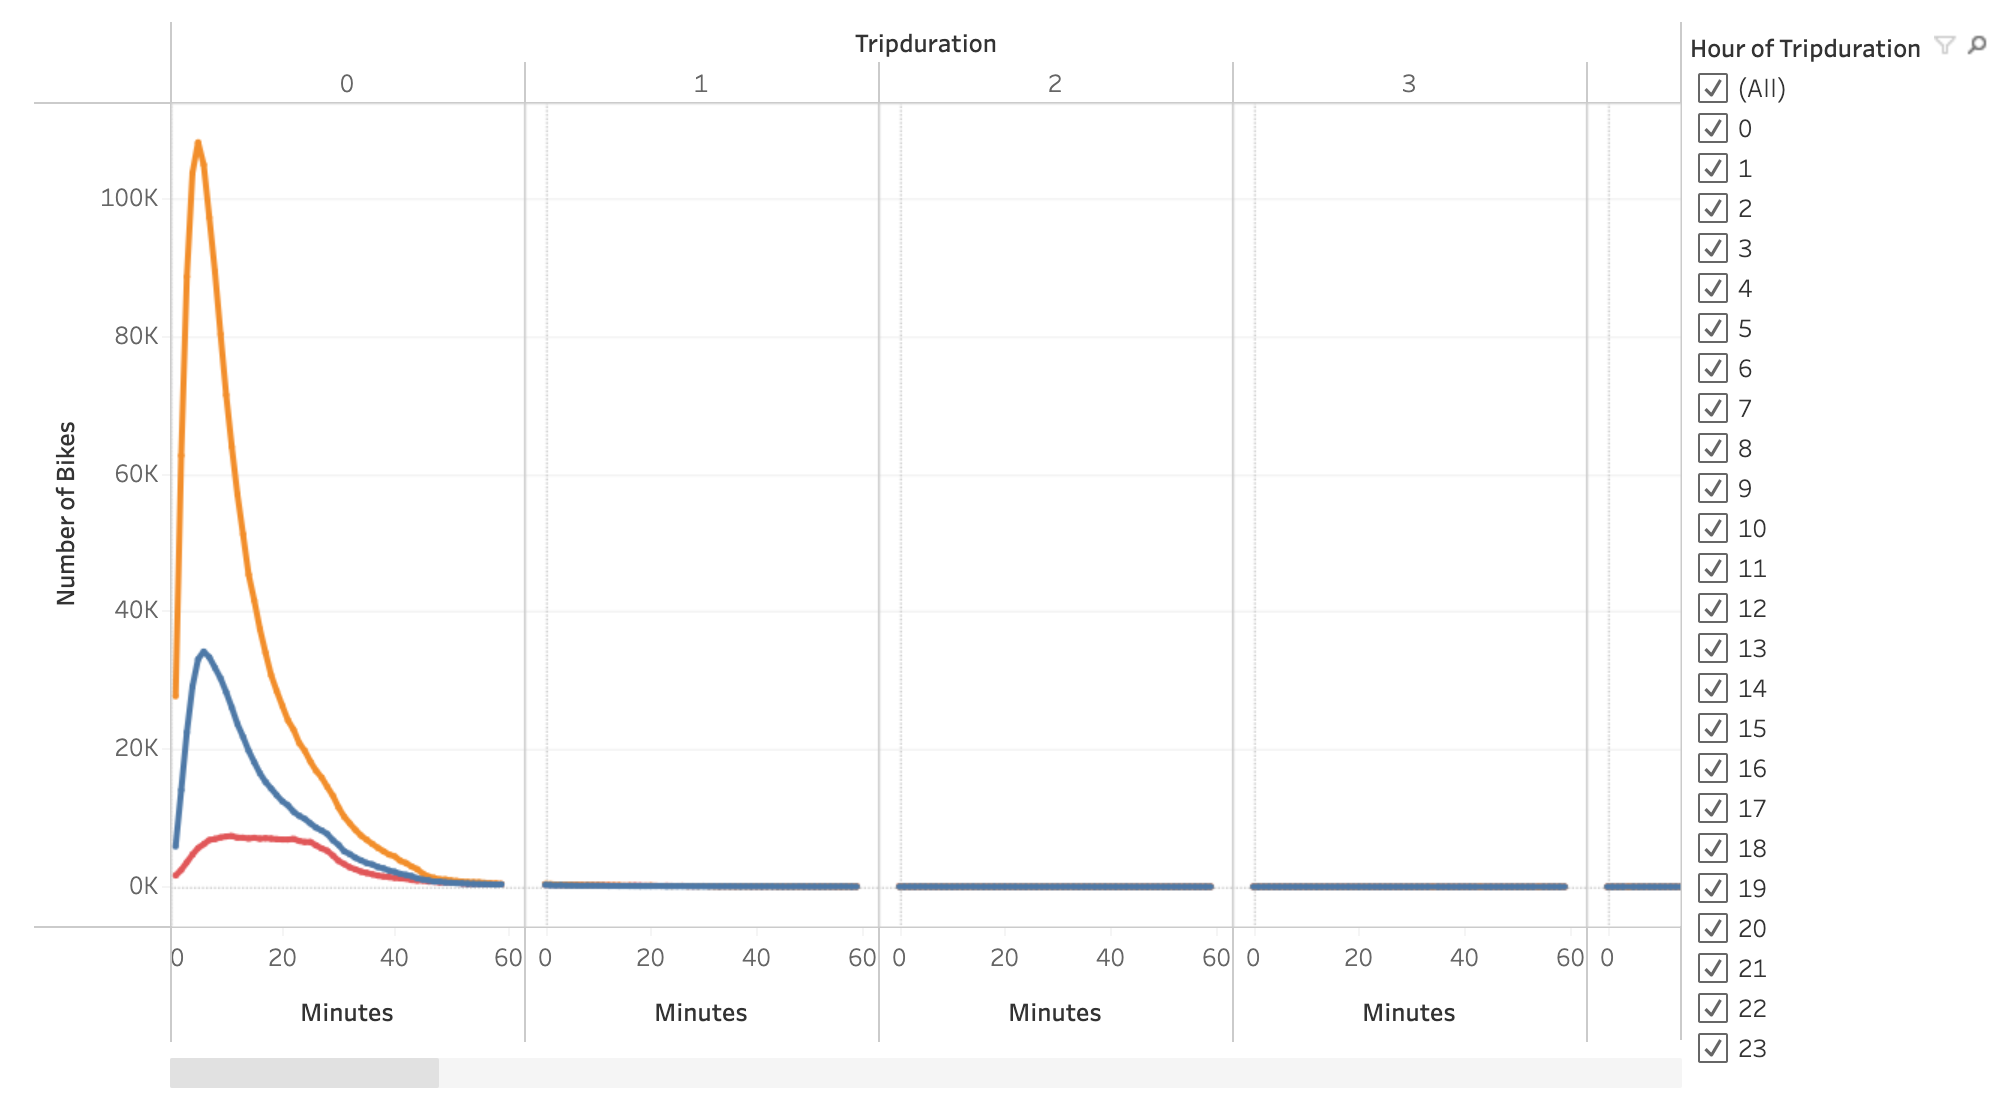 Tripduration
0 1 2 3
Number of Bikes
100K
80K
60K
40K
20K
0K
0 20 40 60 0 20 40 60 0 20 40 60 0 20 40 60 0
Minutes Minutes Minutes Minutes
Hour of Tripduration
(All)
0
1
2
3
4
5
6
7
8
9
10
11
12
13
14
15
16
17
18
19
20
21
22
23